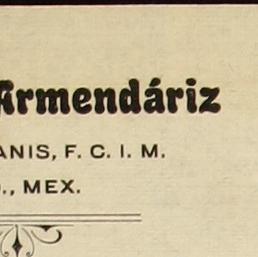 Armendáriz
ANIS, F. C. I. M.
., MEX.